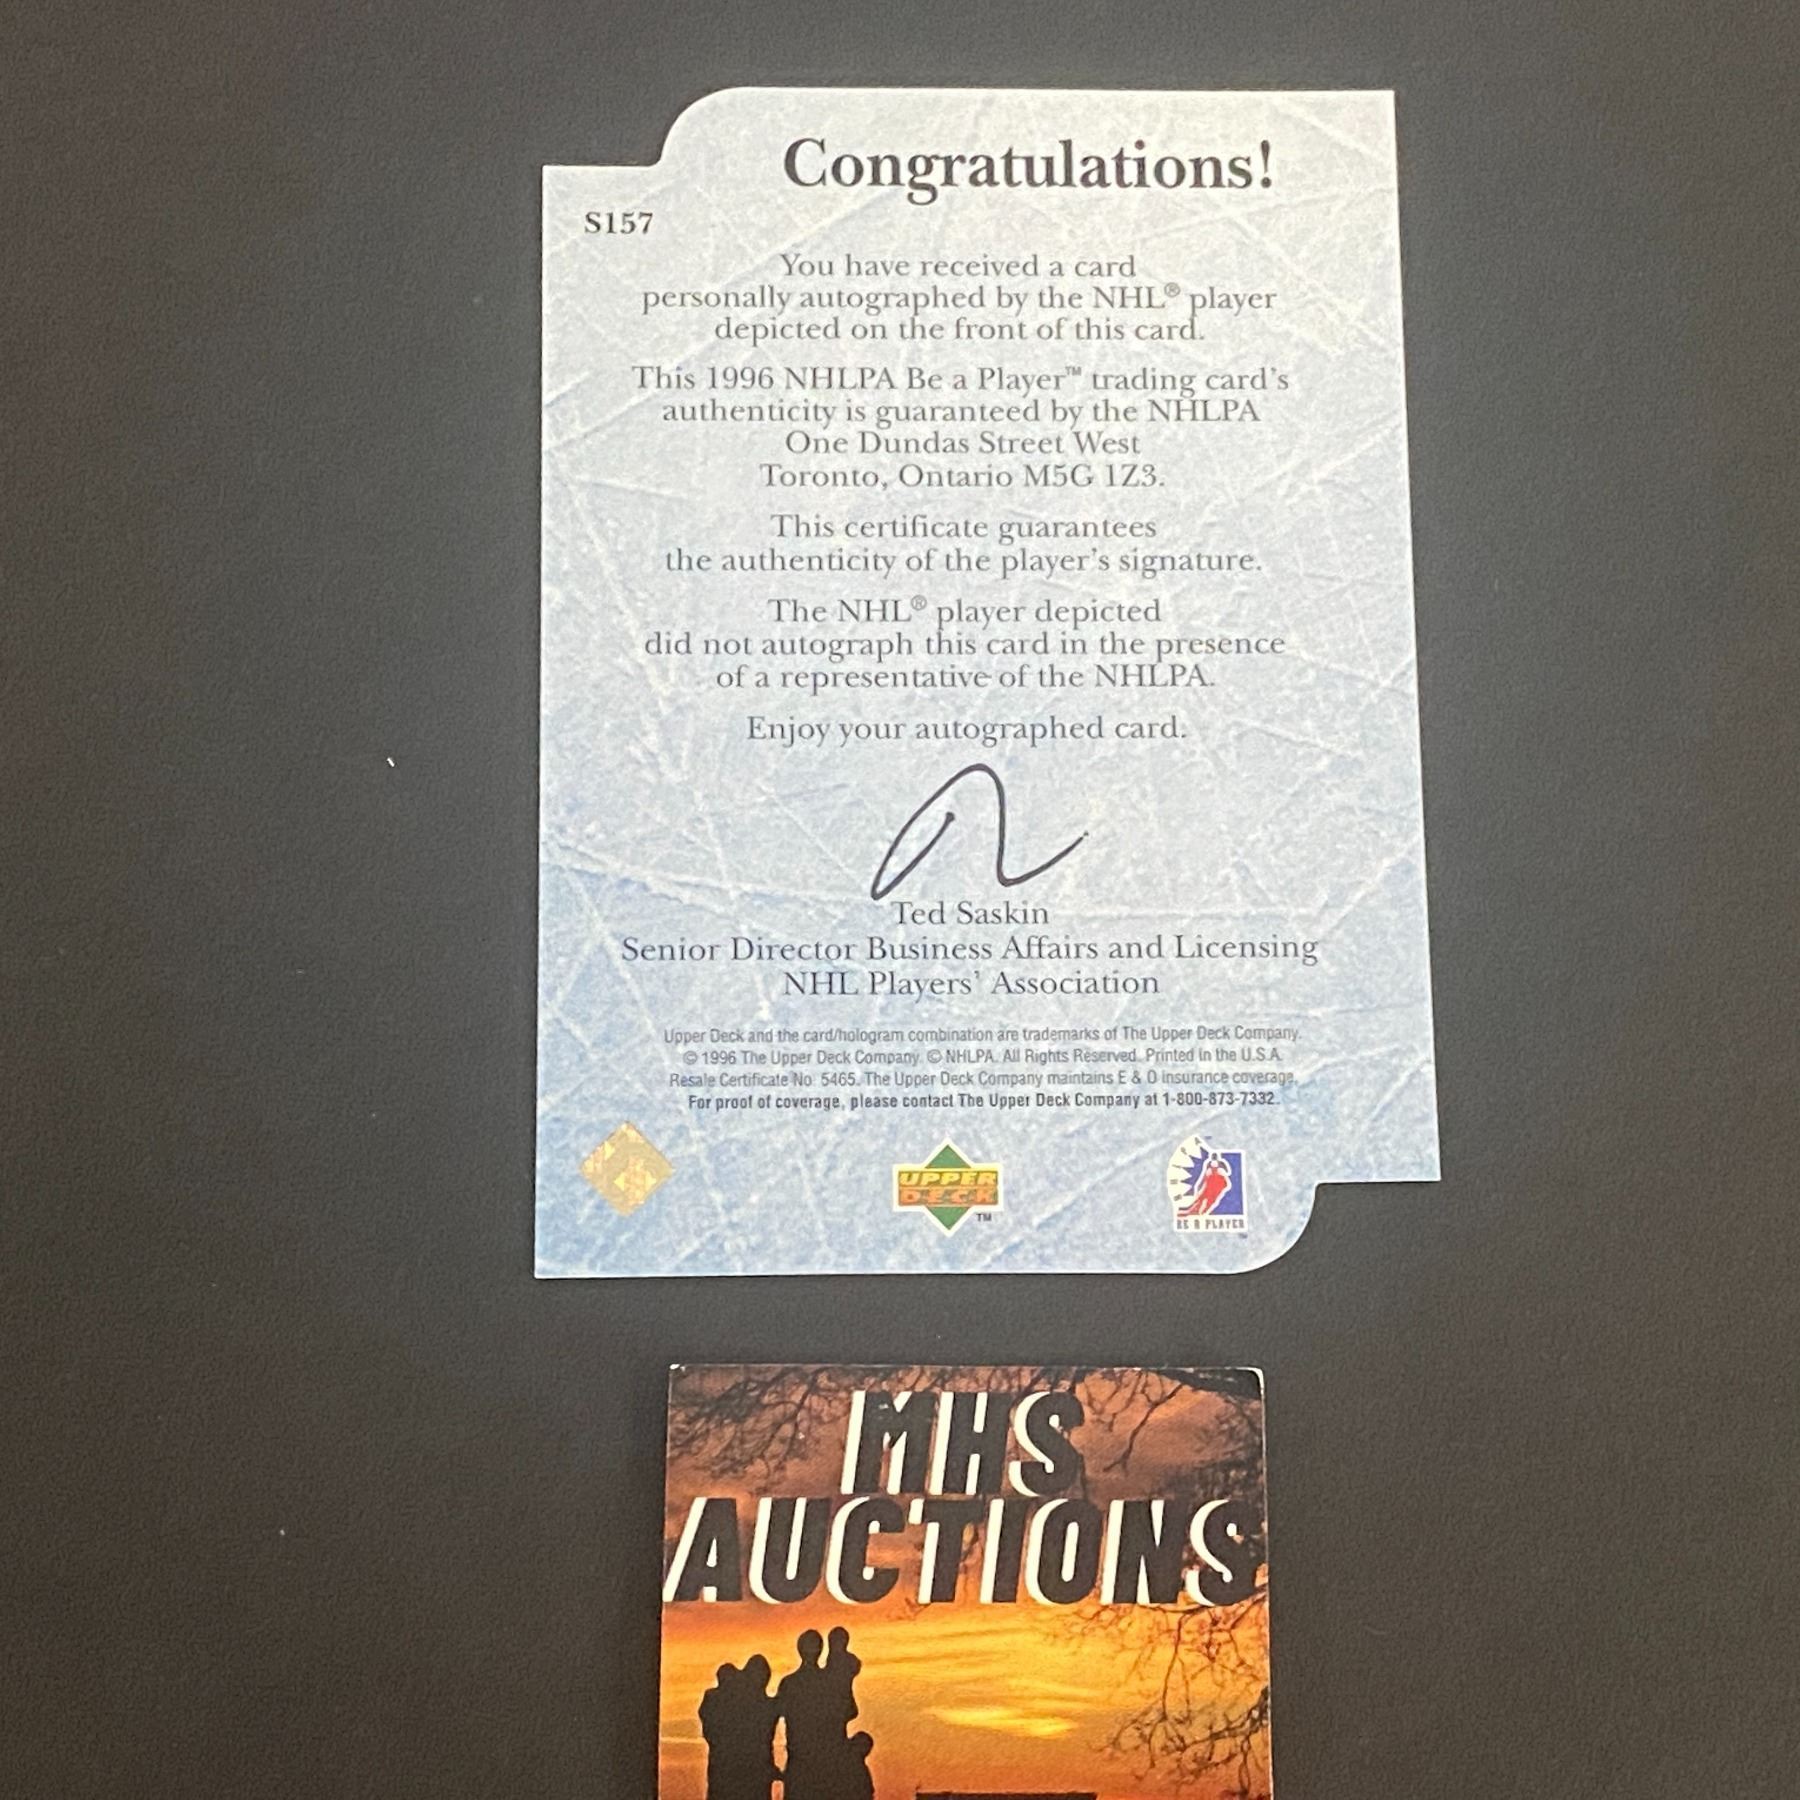 Congratulations!
S157
You have received a card
personally autographed by the NHL® player
depicted on the front of this card.
This 1996 NHLPA Be a Player™ trading card's
authenticity is guaranteed by the NHLPA
One Dundas Street West
Toronto, Ontario M5G 1Z3.
This certificate guarantees
the authenticity of the player's signature.
The NHL® player depicted
did not autograph this card in the presence
of a representative of the NHLPA.
Enjoy your autographed card.
Ted Saskin
Senior Director Business Affairs and Licensing
NHL Players' Association
Upper Deck and the card/hologram combination are trademarks of The Upper Deck Company.
© 1996 The Upper Deck Company. © NHLPA. All Rights Reserved. Printed in the U.S.A.
Resale Certificate No. 5465. The Upper Deck Company maintains E & O insurance coverage.
For proof of coverage, please contact The Upper Deck Company at 1-800-873-7332.
UPPER
DECK
TM
BE A PLAYER
MHS
AUCTIONS